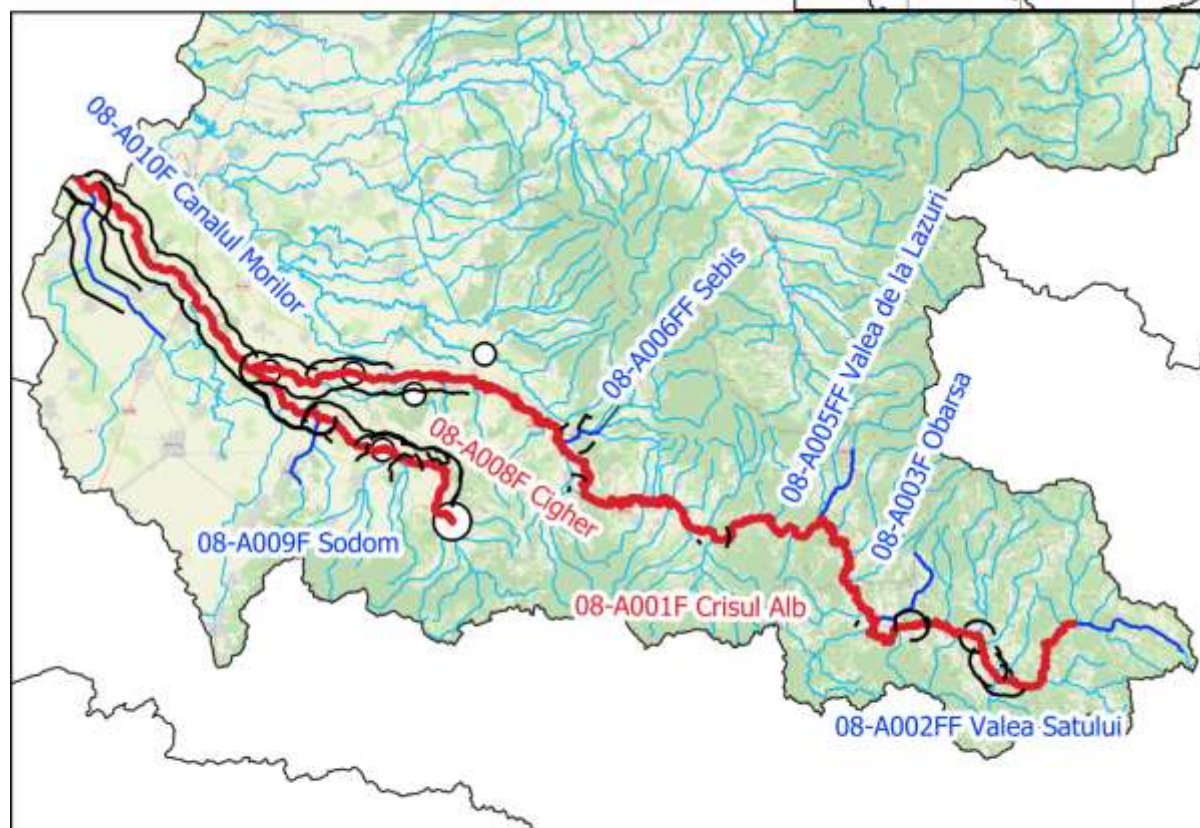 08-A010F Canalul Morilor
08-A006FF Sebis
08-A005FF Valea de la Lazuri
08-A003F Obarsa
08-A008F Cigher
08-A009F Sodom
08-A001F Crisul Alb
08-A002FF Valea Satului